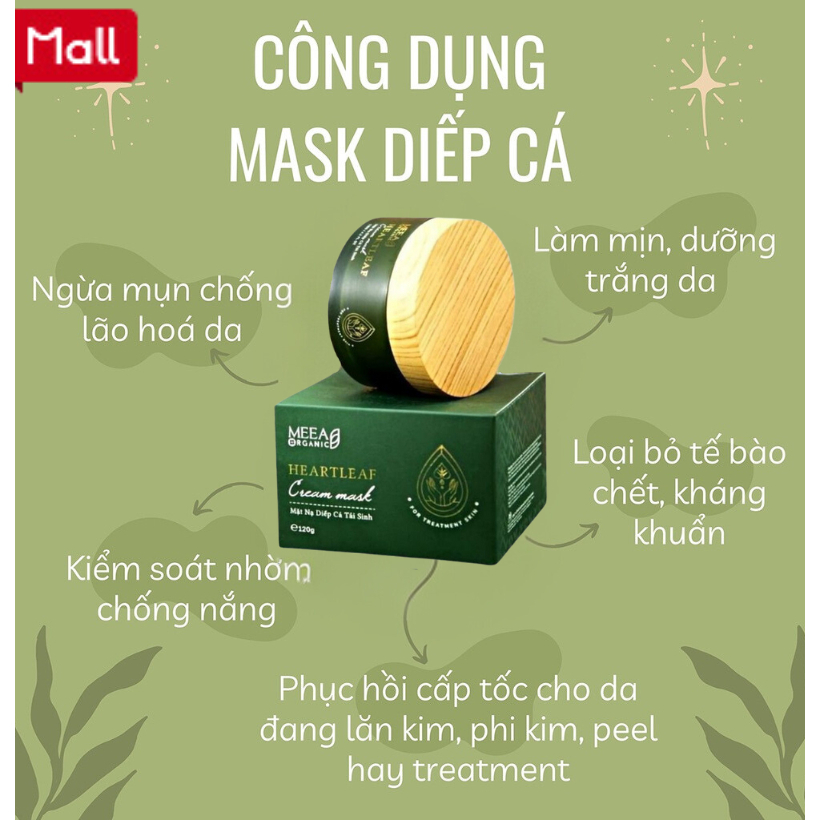 Mall
CÔNG DỤNG
MASK DIẾP CÁ
Làm mịn, dưỡng
trắng da
Ngừa mụn chống
lão hoá da
HEARTLEAF
MEEA
ORGANIC
HEARTLEAF
Cream mask
Mặt Nạ Diếp Cá Tái Sinh
℮120g
FOR TREATMENT SKIN
Loại bỏ tế bào
chết, kháng
khuẩn
Kiểm soát nhờm
chống nắng
Phục hồi cấp tốc cho da
đang lăn kim, phi kim, peel
hay treatment